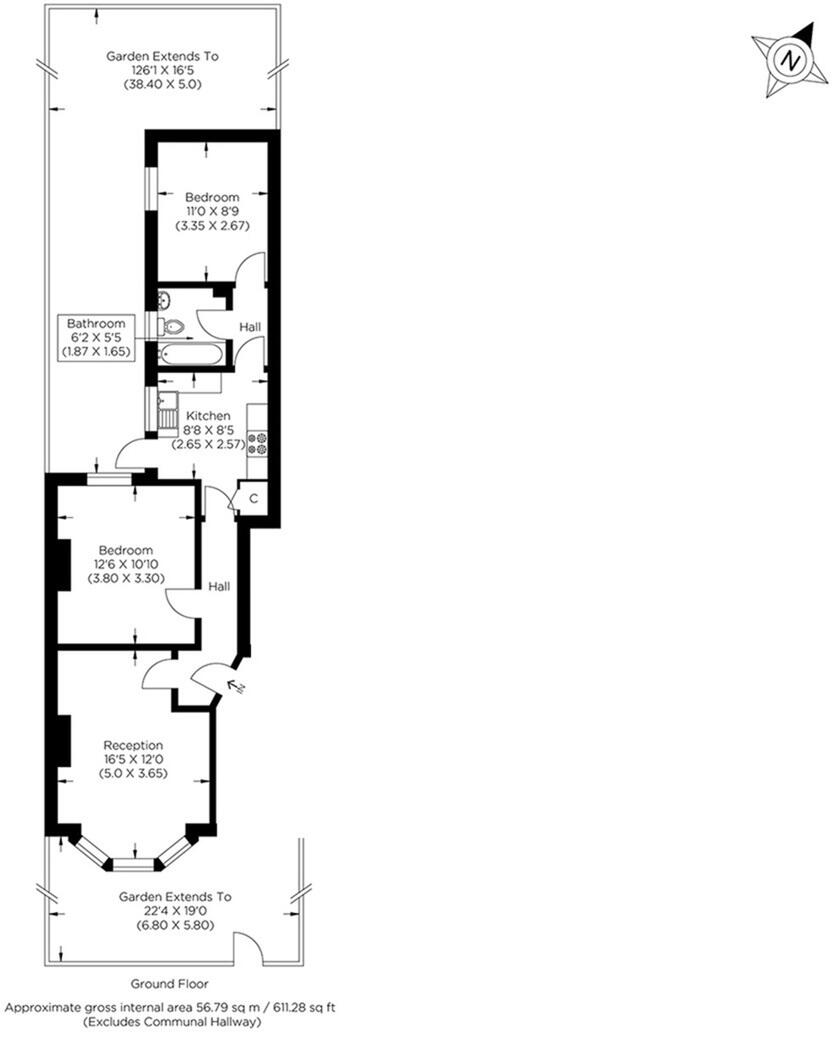 Garden Extends To
126'1 X 16'5
(38.40 X 5.0)
N
Bedroom
11'0 X 8'9
(3.35 X 2.67)
Bathroom
6'2 X 5'5
(1.87 X 1.65)
Hall
Kitchen
8'8 X 8'5
(2.65 X 2.57)
C
Bedroom
12'6 X 10'10
(3.80 X 3.30)
Hall
IN
Reception
16'5 X 12'0
(5.0 X 3.65)
Garden Extends To
22'4 X 19'0
(6.80 X 5.80)
Ground Floor
Approximate gross internal area 56.79 sq m / 611.28 sq ft
(Excludes Communal Hallway)